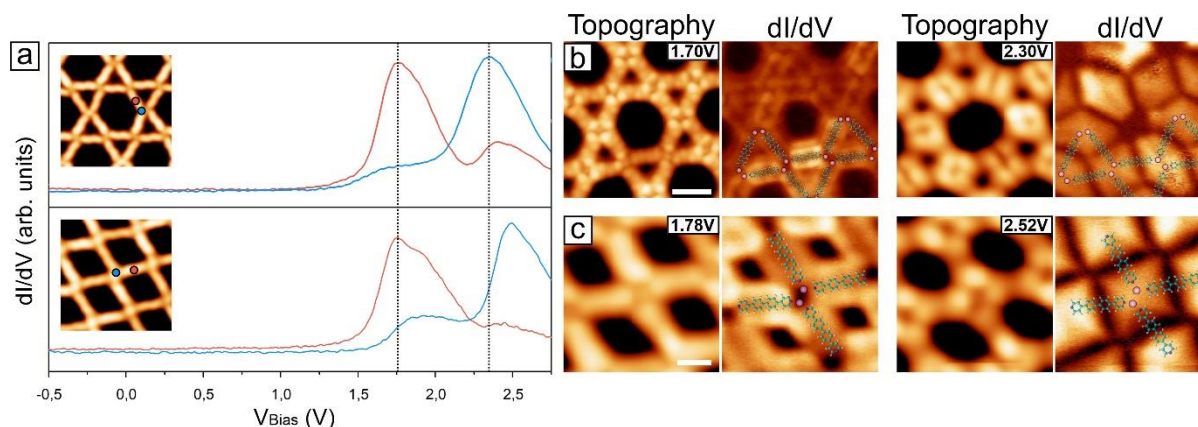 a
dI/dV (arb. units)
-0,5 0,0 0,5 1,0 1,5 2,0 2,5
VBias (V)
Topography dI/dV Topography dI/dV
b 1.70V 2.30V
c 1.78V 2.52V